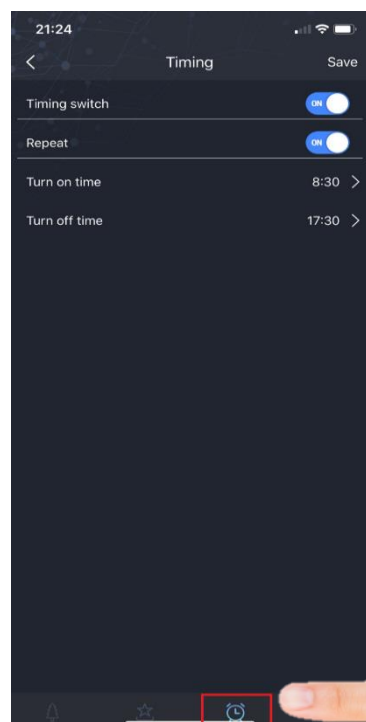 21:24
Timing Save
Timing switch ON
Repeat ON
Turn on time 8:30
Turn off time 17:30